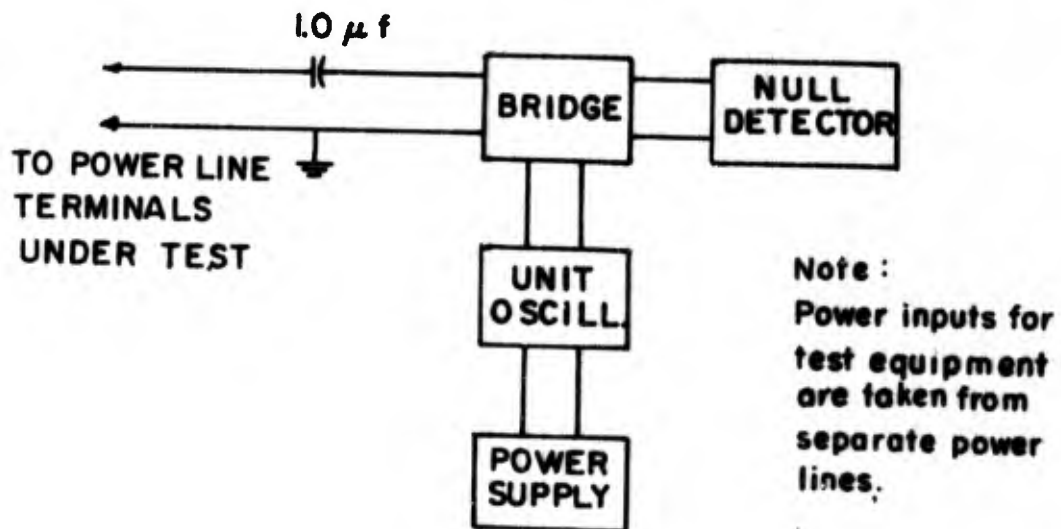 1.0 μf
BRIDGE
NULL
DETECTOR
TO POWER LINE
TERMINALS
UNDER TEST
UNIT
OSCILL.
POWER
SUPPLY
Note:
Power inputs for
test equipment
are taken from
separate power
lines.